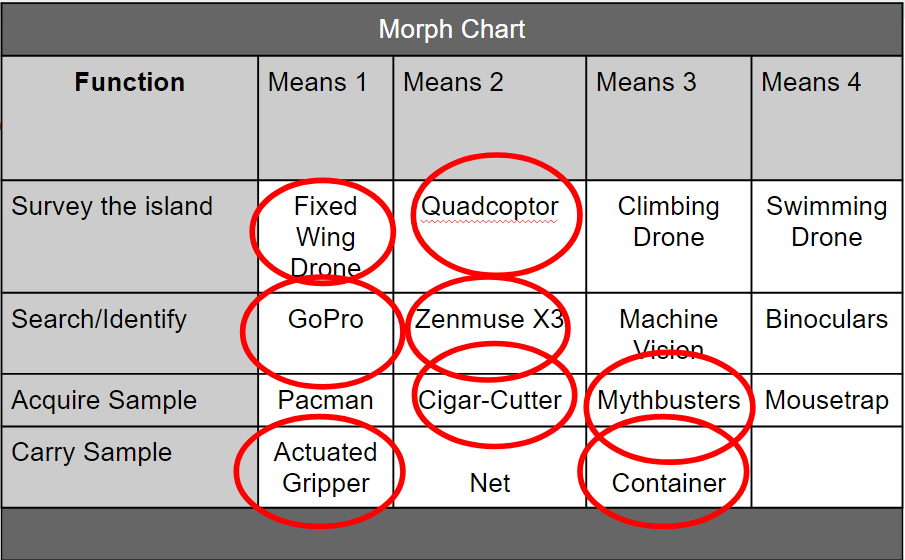 Morph Chart
Function Means 1 Means 2 Means 3 Means 4
Survey the island Fixed Wing Drone Quadcoptor Climbing Drone Swimming Drone
Search/Identify GoPro Zenmuse X3 Machine Vision Binoculars
Acquire Sample Pacman Cigar-Cutter Mythbusters Mousetrap
Carry Sample Actuated Gripper Net Container